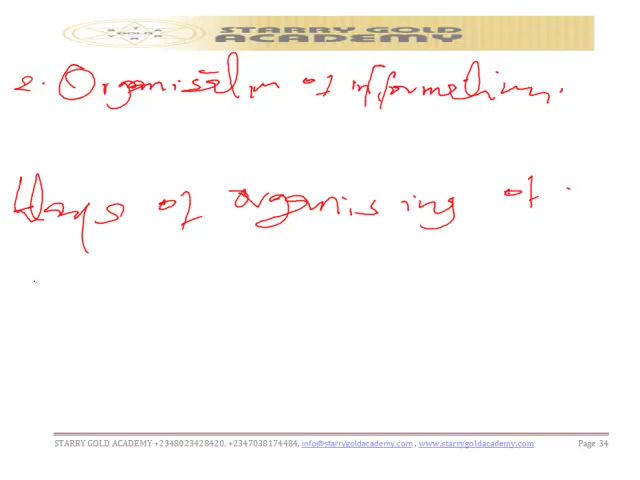 STARRY GOLD
ACADEMY
2. Organisation of information.
Ways of organising of
STARRY GOLD ACADEMY +2348023428420, +2347038174484, info@starrygoldacademy.com , www.starrygoldacademy.com Page 34